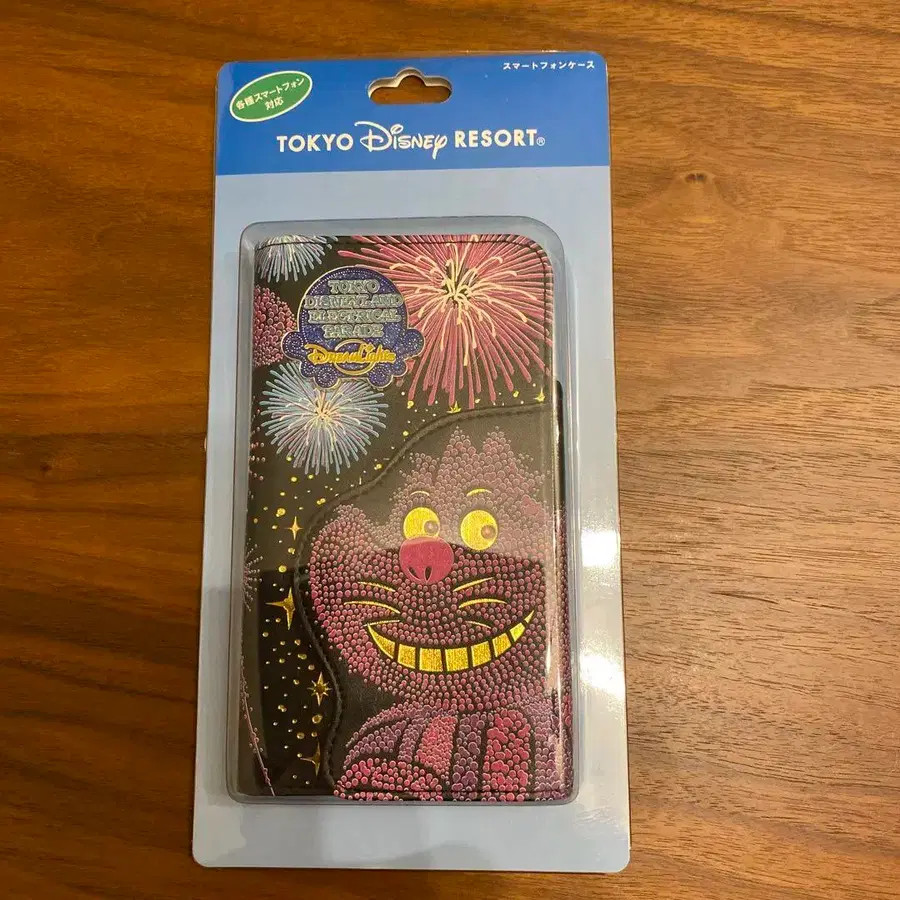 スマートフォンケース
各種スマートフォン
対応
TOKYO Disney RESORT®
TOKYO
DISNEYLAND
ELECTRICAL
PARADE
DreamLights